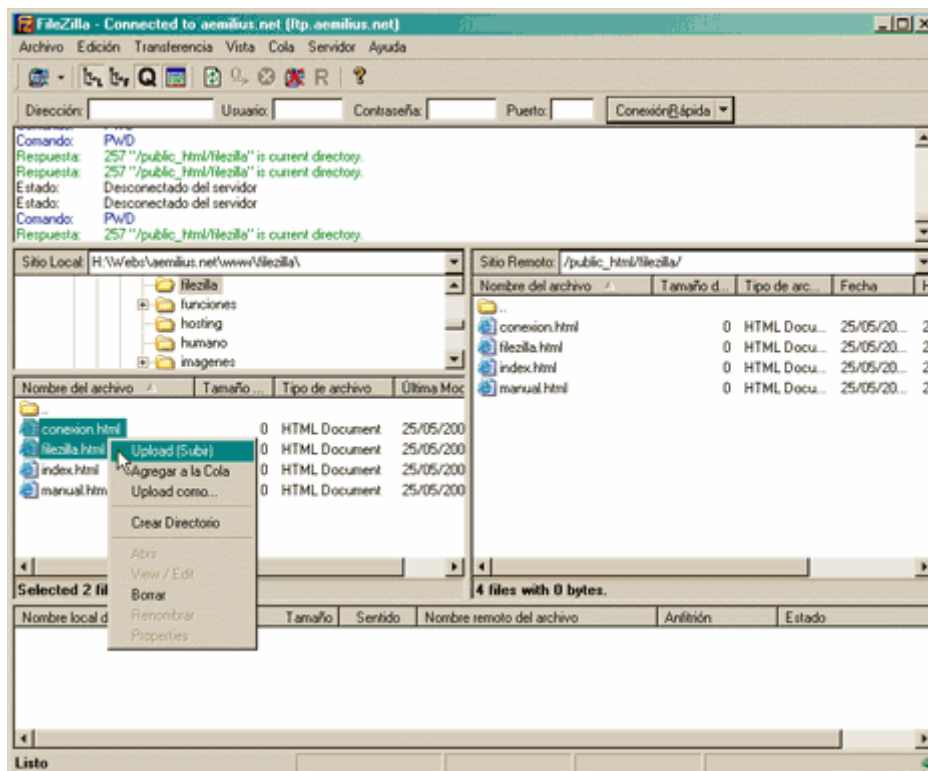 FileZilla - Connected to aemilius.net (ftp.aemilius.net)
Archivo Edición Transferencia Vista Cola Servidor Ayuda
Dirección: Usuario: Contraseña: Puerto: ConexiónRápida
Comando: PWD
Respuesta: 257 "/public_html/filezilla" is current directory.
Respuesta: 257 "/public_html/filezilla" is current directory.
Estado: Desconectado del servidor
Estado: Desconectado del servidor
Comando: PWD
Respuesta: 257 "/public_html/filezilla" is current directory.
Sitio Local: H:\Webs\aemilius.net\www\filezilla\
filezilla
funciones
hosting
humano
imagenes
Nombre del archivo Tamaño ... Tipo de archivo Última Moc
..
conexion.html 0 HTML Document 25/05/200
filezilla.html 0 HTML Document 25/05/200
index.html 0 HTML Document 25/05/200
manual.htm 0 HTML Document 25/05/200
Selected 2 fil
Upload (Subir)
Agregar a la Cola
Upload como...
Crear Directorio
Abrir
View / Edit
Borrar
Renombrar
Properties
Sitio Remoto: /public_html/filezilla/
Nombre del archivo Tamaño d... Tipo de arc... Fecha H
..
conexion.html 0 HTML Docu... 25/05/20... 2
filezilla.html 0 HTML Docu... 25/05/20... 2
index.html 0 HTML Docu... 25/05/20... 2
manual.html 0 HTML Docu... 25/05/20... 2
4 files with 0 bytes.
Nombre local d Tamaño Sentido Nombre remoto del archivo Anfitrión Estado
Listo